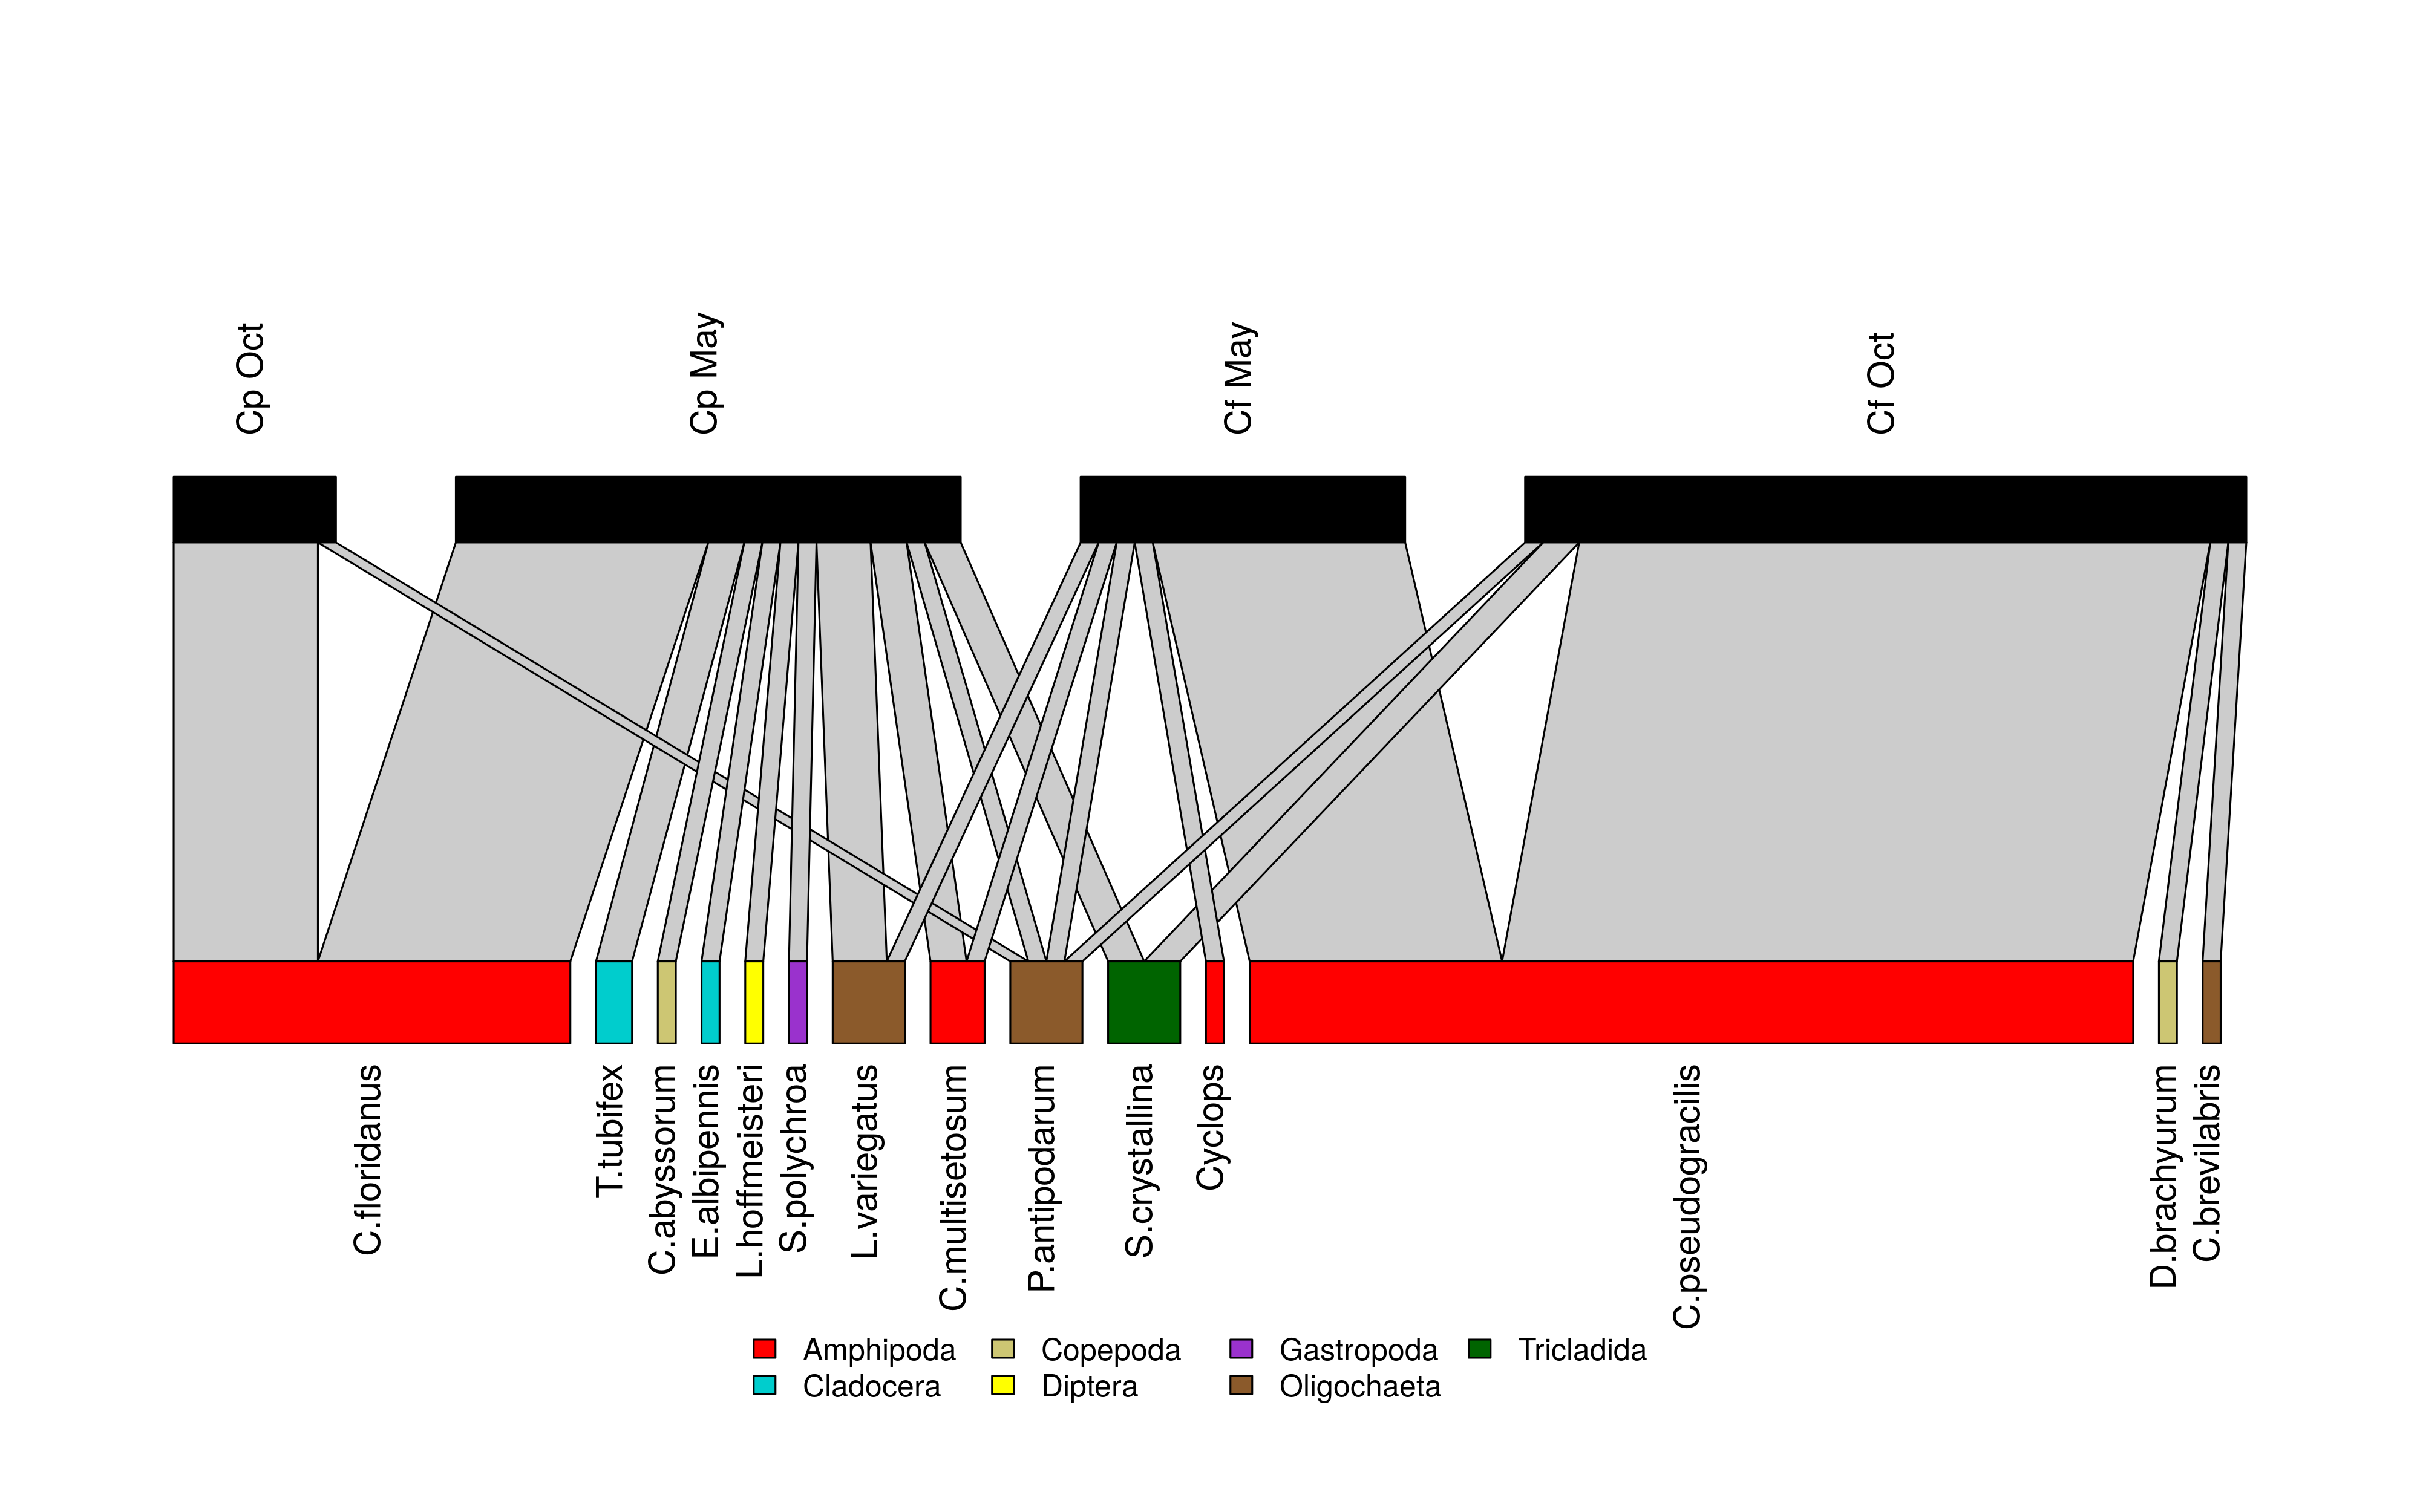 Cp Oct
Cp May
Cf May
Cf Oct
C.floridanus
T.tubifex
C.abyssorum
E.albipennis
L.hoffmeisteri
S.polychroa
L.variegatus
C.multisetosum
P.antipodarum
S.crystallina
Cyclops
C.pseudogracilis
D.brachyurum
C.brevilabris
Amphipoda
Copepoda
Gastropoda
Tricladida
Cladocera
Diptera
Oligochaeta